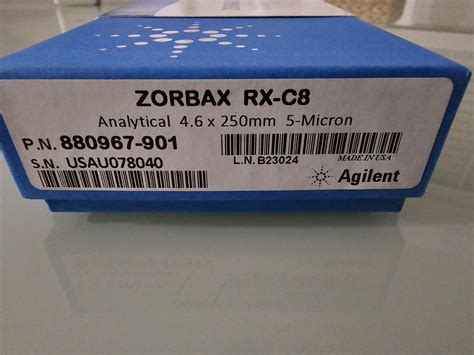 ZORBAX RX-C8
Analytical 4.6 x 250mm 5-Micron
P.N. 880967-901
S.N. USAU078040
L.N. B23024
MADE IN USA
Agilent